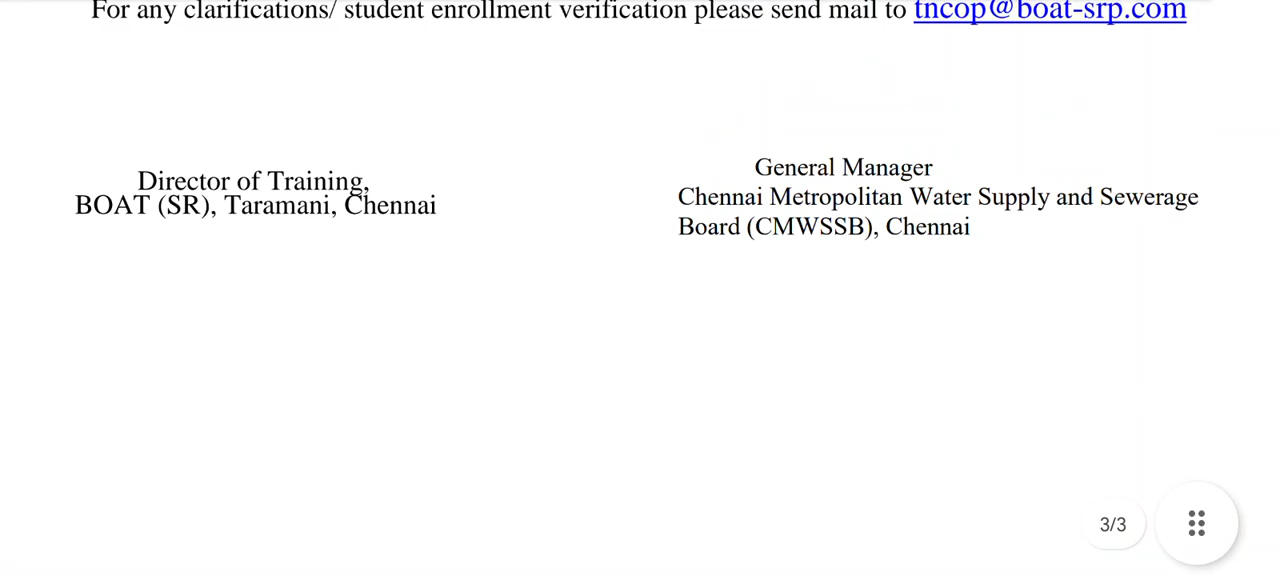 For any clarifications/ student enrollment verification please send mail to tncop@boat-srp.com
Director of Training,
BOAT (SR), Taramani, Chennai
General Manager
Chennai Metropolitan Water Supply and Sewerage
Board (CMWSSB), Chennai
3/3